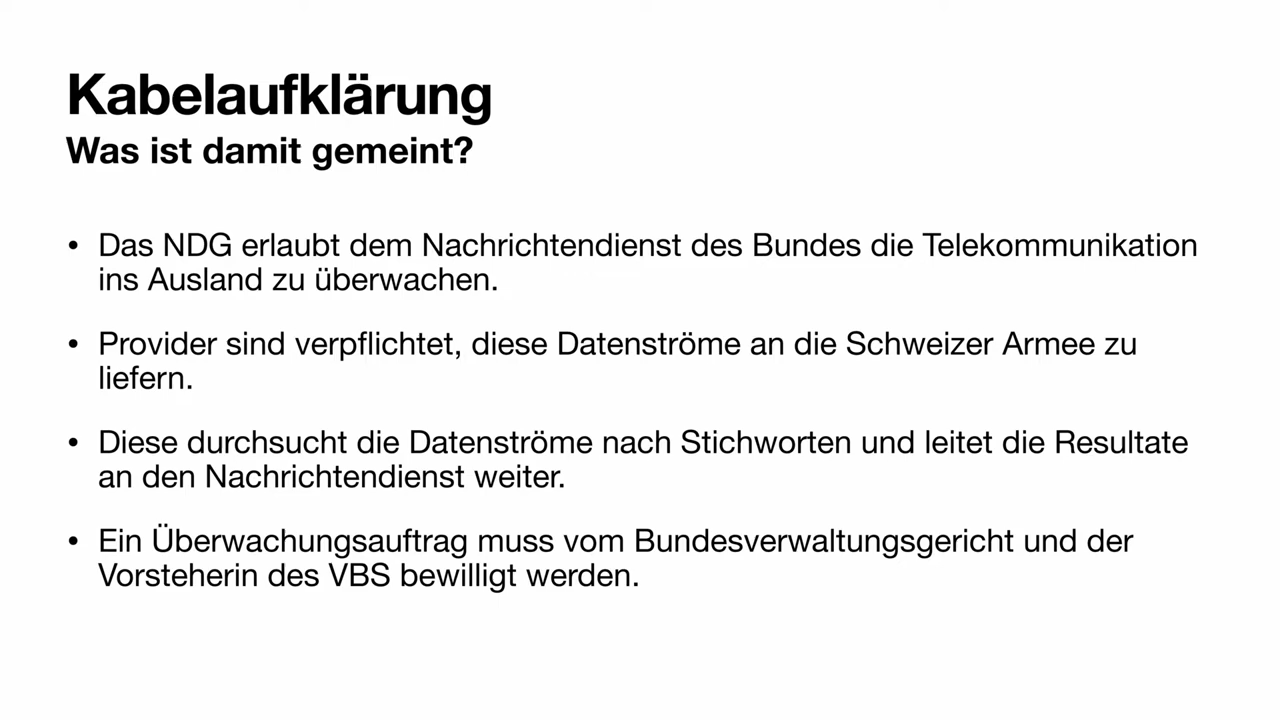 Kabelaufklärung
Was ist damit gemeint?
• Das NDG erlaubt dem Nachrichtendienst des Bundes die Telekommunikation
ins Ausland zu überwachen.
• Provider sind verpflichtet, diese Datenströme an die Schweizer Armee zu
liefern.
• Diese durchsucht die Datenströme nach Stichworten und leitet die Resultate
an den Nachrichtendienst weiter.
• Ein Überwachungsauftrag muss vom Bundesverwaltungsgericht und der
Vorsteherin des VBS bewilligt werden.